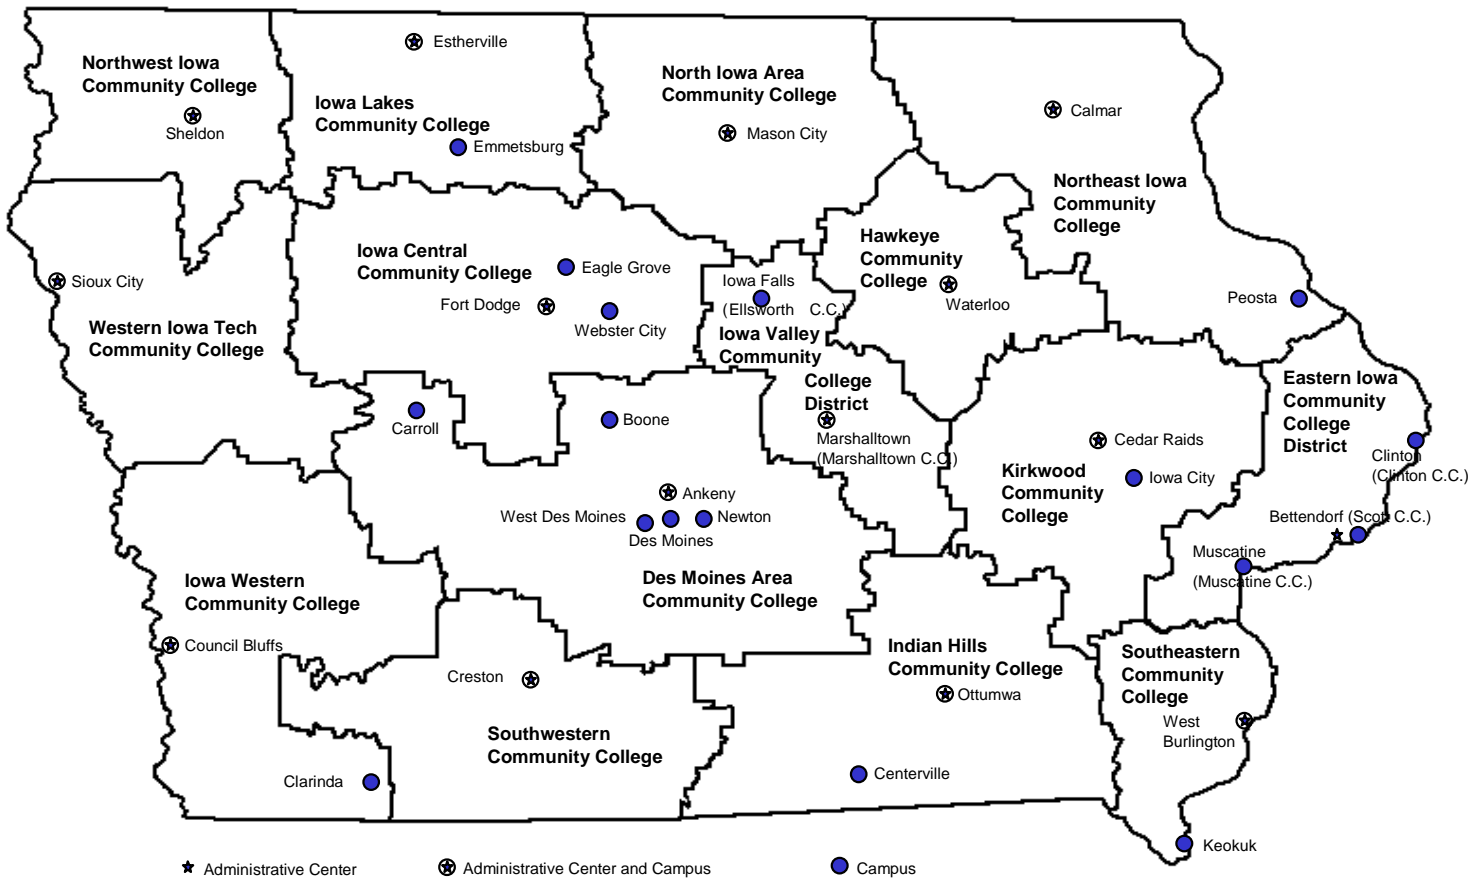 Estherville
Northwest Iowa
Community College
Sheldon
Iowa Lakes
Community College
Emmetsburg
North Iowa Area
Community College
Mason City
Calmar
Northeast Iowa
Community
College
Hawkeye
Community
College
Waterloo
Iowa Central
Community College
Eagle Grove
Fort Dodge
Webster City
Sioux City
Western Iowa Tech
Community College
Iowa Falls
(Ellsworth C.C.)
Iowa Valley
Community
College
District
Marshalltown
(Marshalltown C.C.)
Peosta
Eastern Iowa
Community
College
District
Clinton
(Clinton C.C.)
Bettendorf (Scott C.C.)
Muscatine
(Muscatine C.C.)
Carroll
Boone
Ankeny
West Des Moines
Newton
Des Moines
Des Moines Area
Community College
Cedar Raids
Iowa City
Kirkwood
Community
College
Iowa Western
Community College
Council Bluffs
Clarinda
Creston
Southwestern
Community College
Indian Hills
Community College
Ottumwa
Centerville
Southeastern
Community
College
West
Burlington
Keokuk
Administrative Center
Administrative Center and Campus
Campus